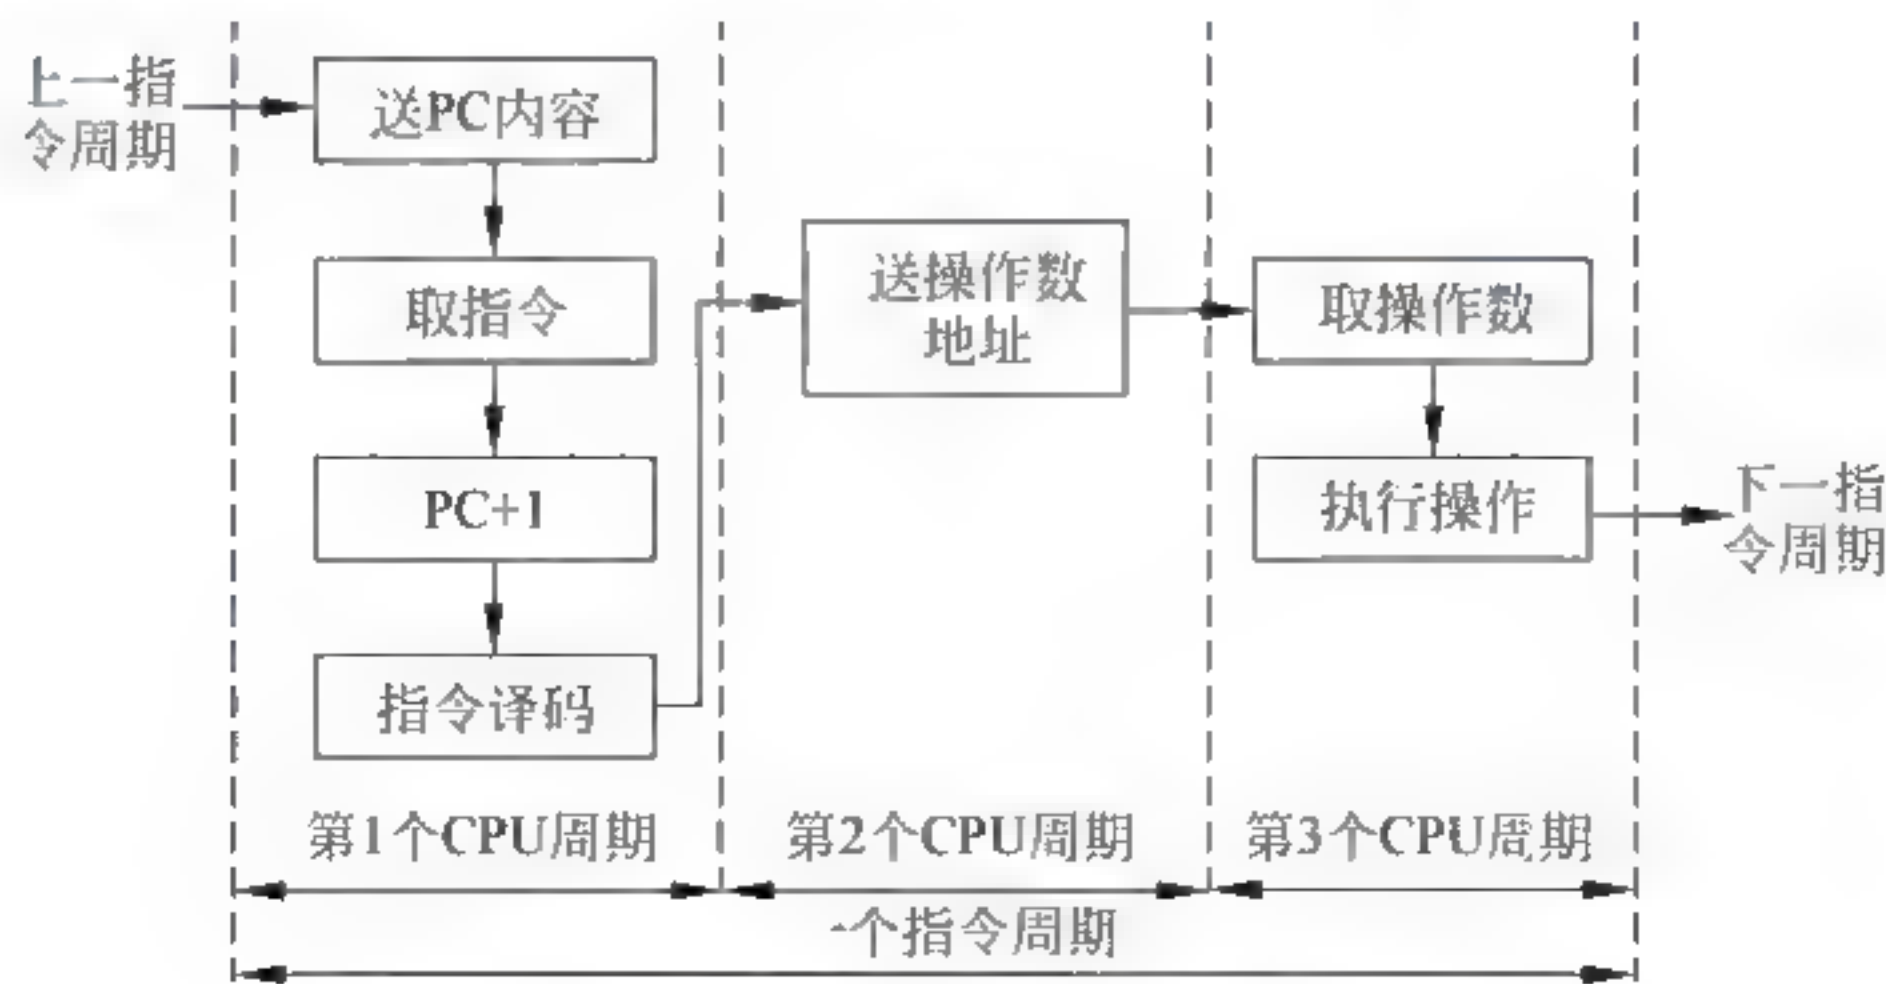 上一指
令周期
送PC内容
取指令
PC+1
指令译码
送操作数
地址
取操作数
执行操作
下一指
令周期
第1个CPU周期
第2个CPU周期
第3个CPU周期
一个指令周期